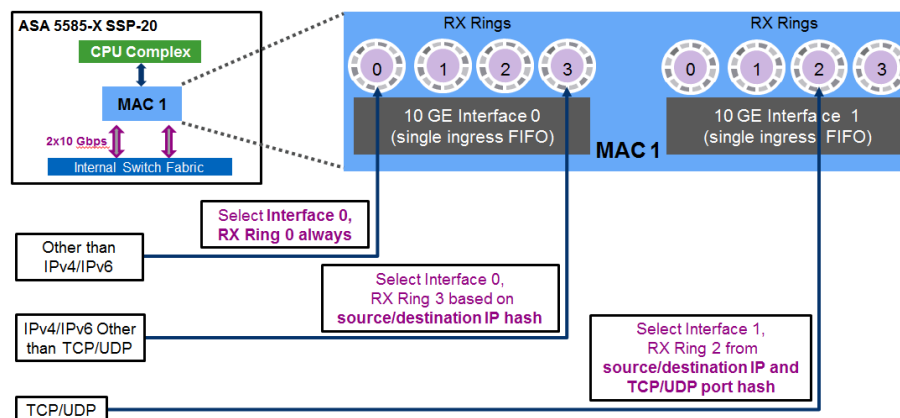 ASA 5585-X SSP-20
CPU Complex
MAC 1
2x10 Gbps
Internal Switch Fabric
RX Rings
RX Rings
0
1
2
3
0
1
2
3
10 GE Interface 0
(single ingress FIFO)
10 GE Interface 1
(single ingress FIFO)
MAC 1
Select Interface 0,
RX Ring 0 always
Other than
IPv4/IPv6
Select Interface 0,
RX Ring 3 based on
source/destination IP hash
IPv4/IPv6 Other
than TCP/UDP
Select Interface 1,
RX Ring 2 from
source/destination IP and
TCP/UDP port hash
TCP/UDP